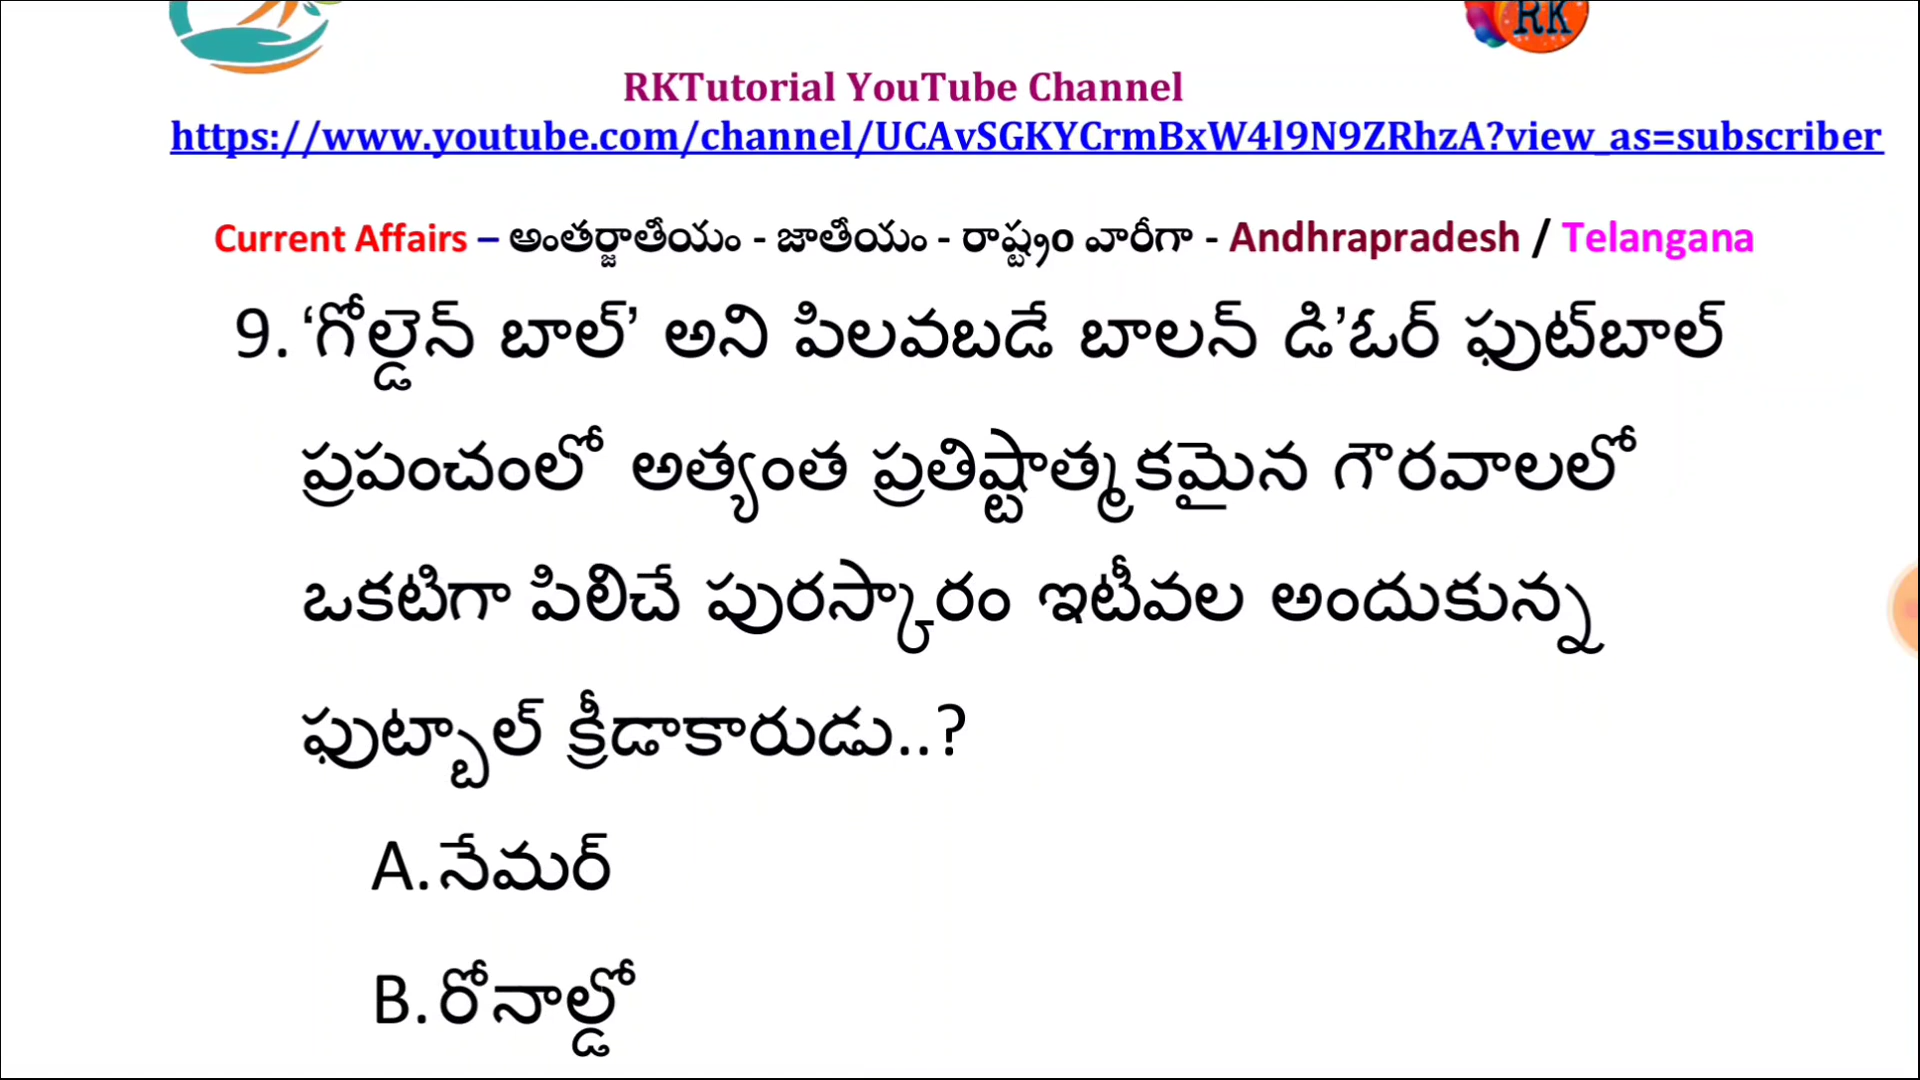 RK
RKTutorial YouTube Channel
https://www.youtube.com/channel/UCAvSGKYCrmBxW4l9N9ZRhzA?view_as=subscriber
Current Affairs – అంతర్జాతీయం - జాతీయం - రాష్ట్రం వారీగా - Andhrapradesh / Telangana
9. ‘గోల్డెన్ బాల్’ అని పిలవబడే బాలన్ డి’ఓర్ ఫుట్‌బాల్
ప్రపంచంలో అత్యంత ప్రతిష్టాత్మకమైన గౌరవాలలో
ఒకటిగా పిలిచే పురస్కారం ఇటీవల అందుకున్న
ఫుట్బాల్ క్రీడాకారుడు..?
A. నేమర్
B. రోనాల్డో